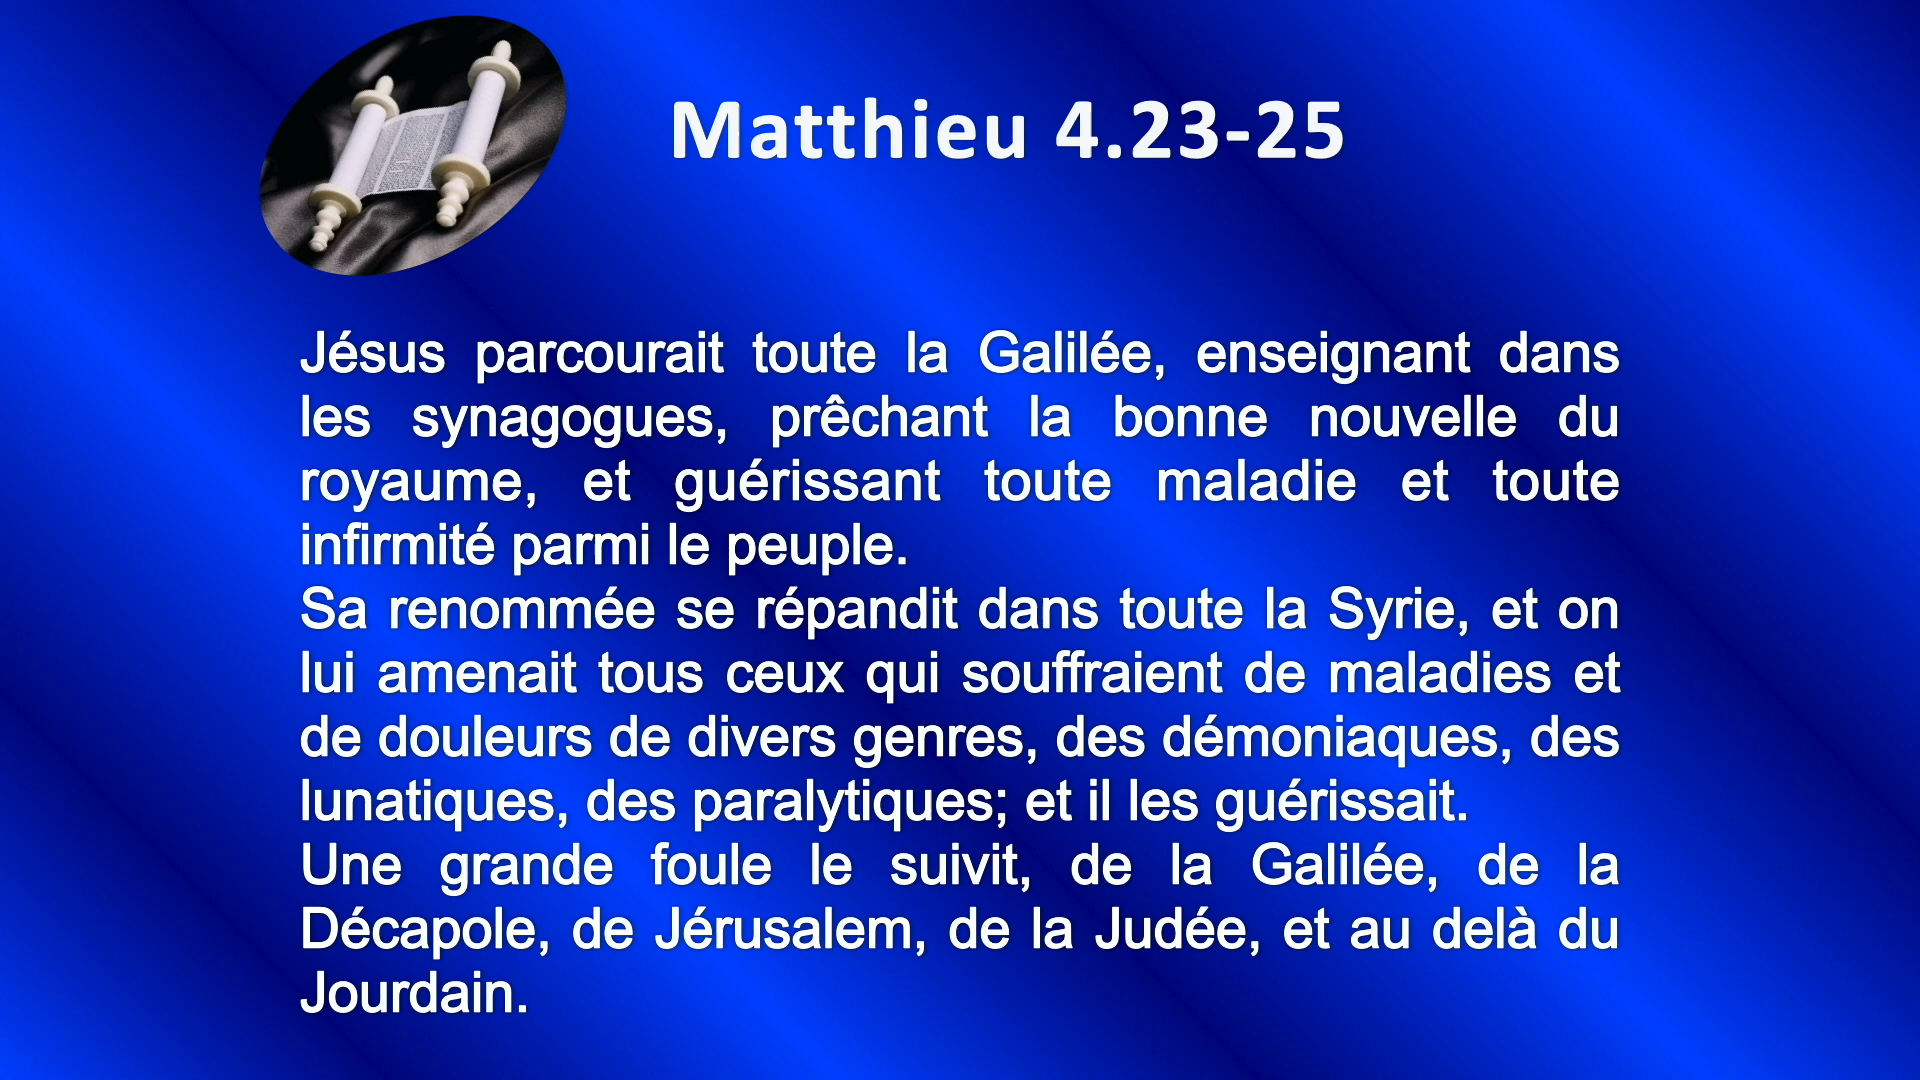 Matthieu 4.23-25
Jésus parcourait toute la Galilée, enseignant dans
les synagogues, prêchant la bonne nouvelle du
royaume, et guérissant toute maladie et toute
infirmité parmi le peuple.
Sa renommée se répandit dans toute la Syrie, et on
lui amenait tous ceux qui souffraient de maladies et
de douleurs de divers genres, des démoniaques, des
lunatiques, des paralytiques; et il les guérissait.
Une grande foule le suivit, de la Galilée, de la
Décapole, de Jérusalem, de la Judée, et au delà du
Jourdain.